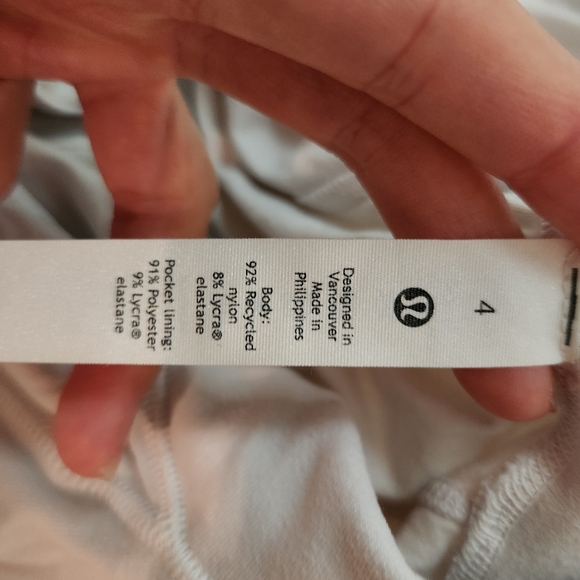 4
Designed in
Vancouver
Made in
Philippines
Body:
92% Recycled
nylon
8% Lycra®
elastane
Pocket lining:
91% Polyester
9% Lycra®
elastane